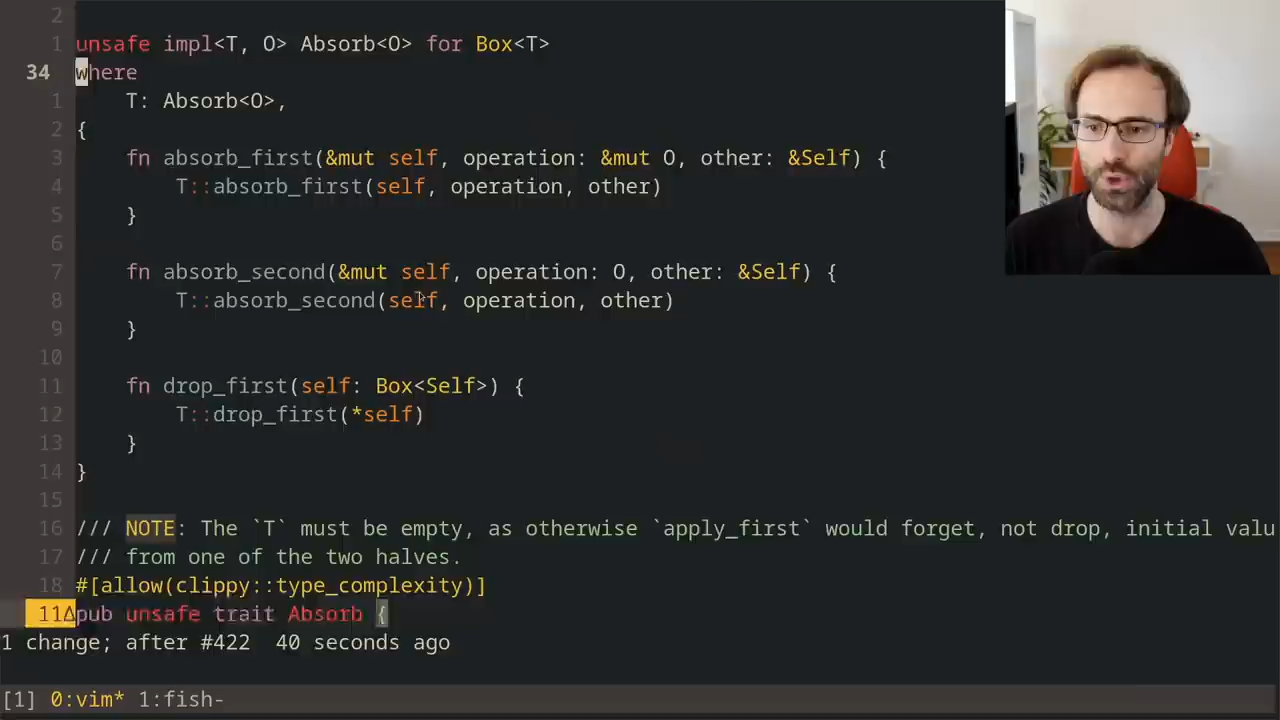 2
1 unsafe impl<T, O> Absorb<O> for Box<T>
34 where
1 T: Absorb<O>,
2 {
3 fn absorb_first(&mut self, operation: &mut O, other: &Self) {
4 T::absorb_first(self, operation, other)
5 }
6
7 fn absorb_second(&mut self, operation: O, other: &Self) {
8 T::absorb_second(self, operation, other)
9 }
10
11 fn drop_first(self: Box<Self>) {
12 T::drop_first(*self)
13 }
14 }
15
16 /// NOTE: The `T` must be empty, as otherwise `apply_first` would forget, not drop, initial valu
17 /// from one of the two halves.
18 #[allow(clippy::type_complexity)]
pub unsafe trait Absorb {
1 change; after #422 40 seconds ago
[1] 0:vim* 1:fish-